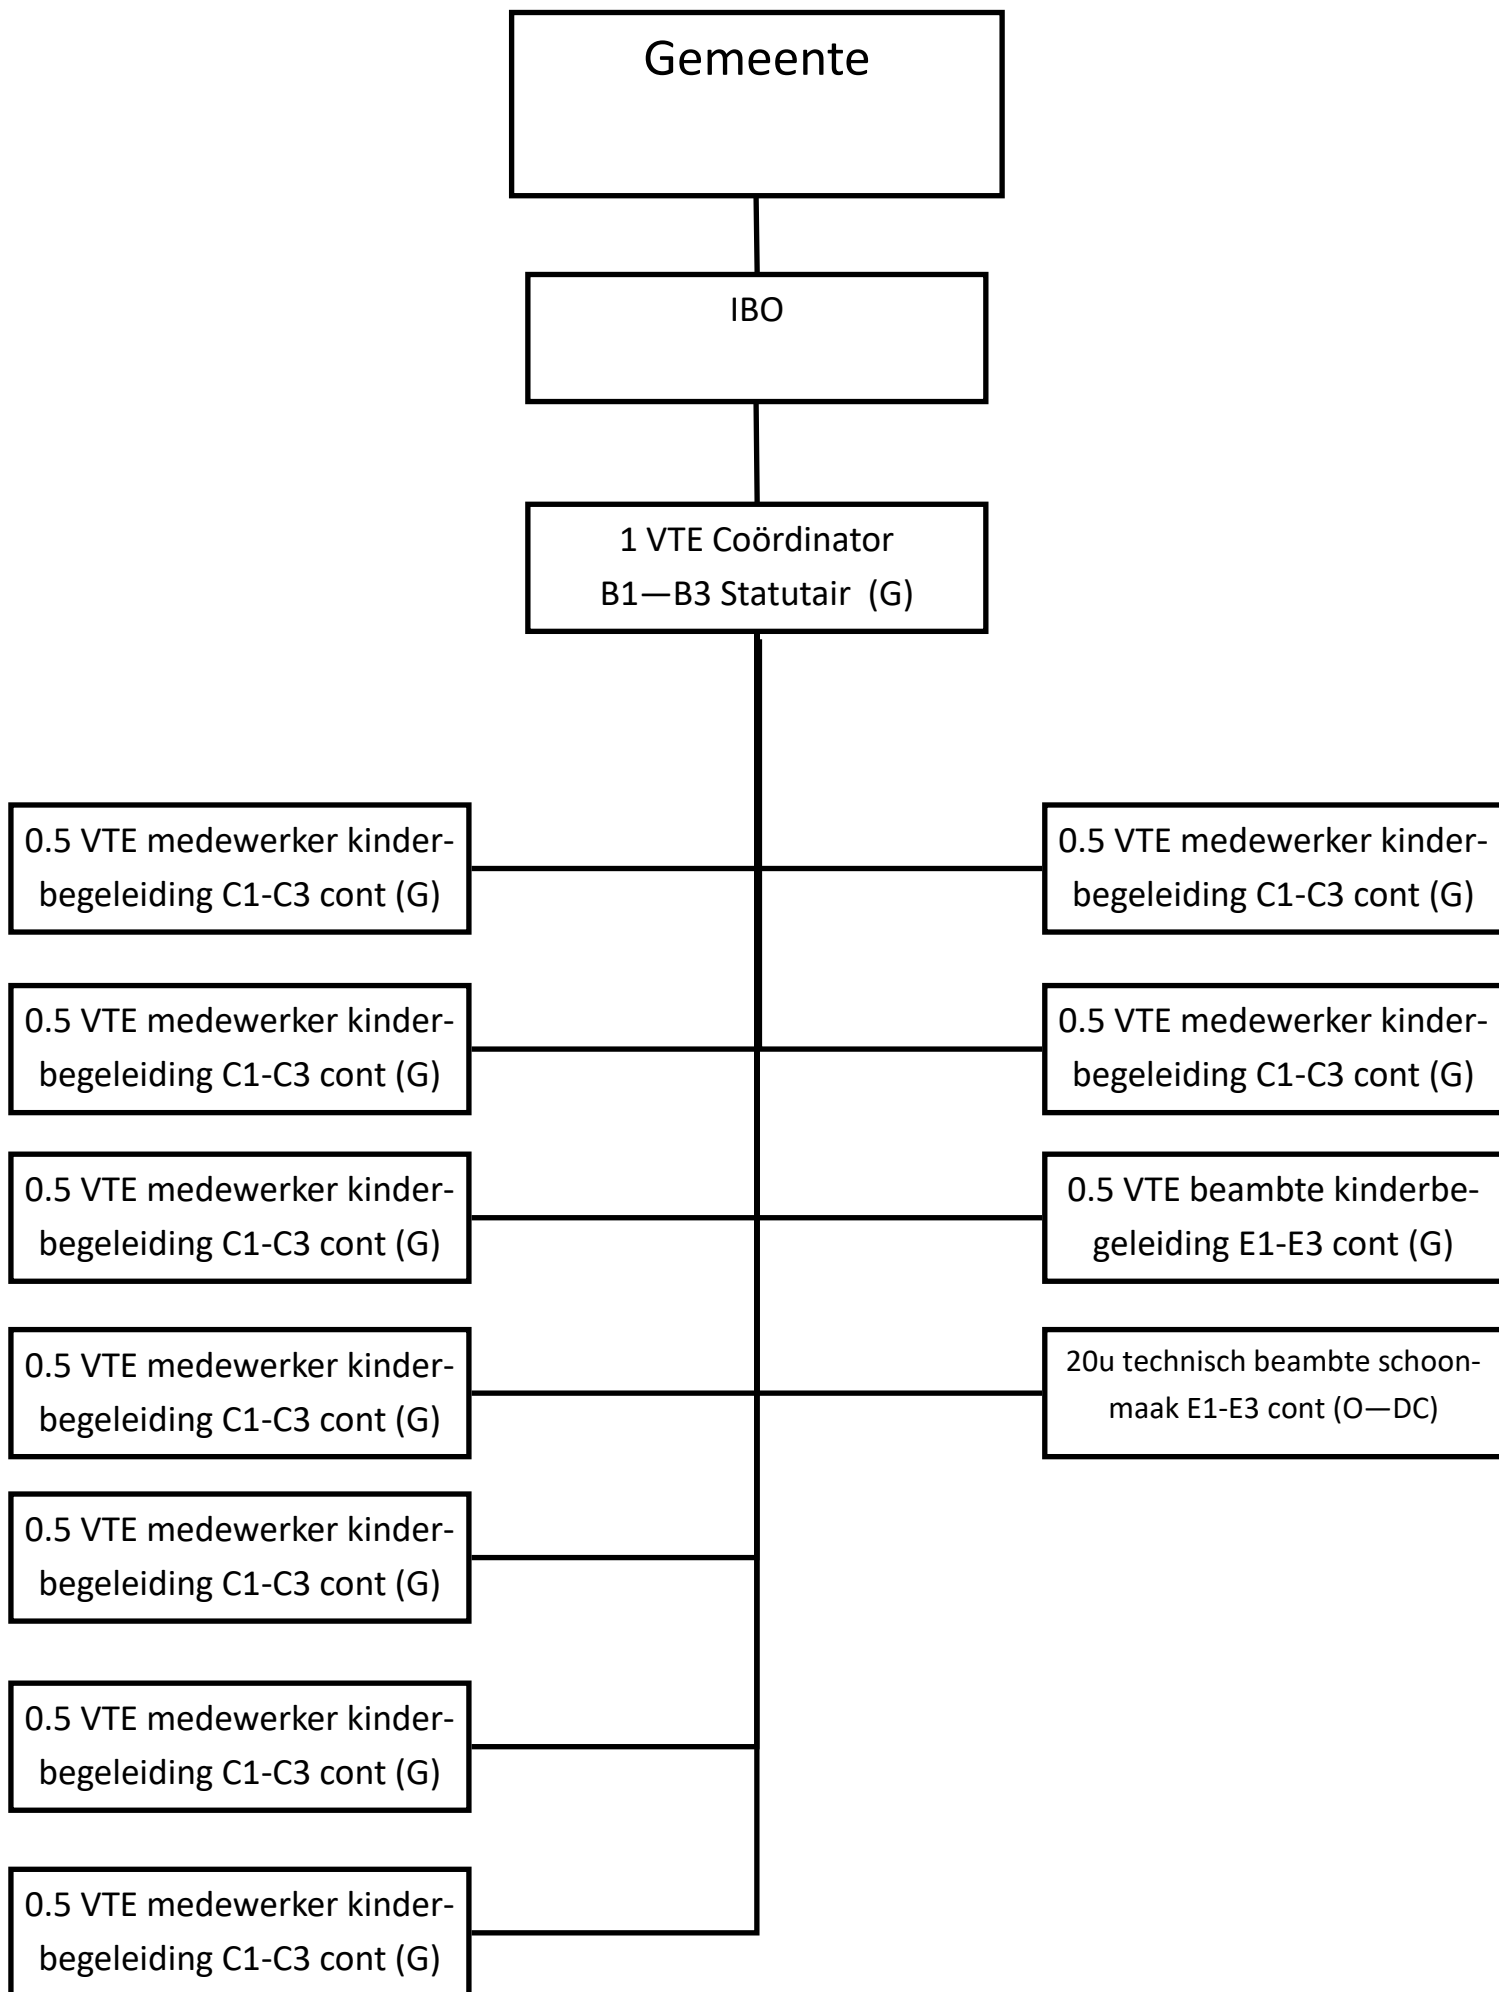 Gemeente
IBO
1 VTE Coördinator
B1—B3 Statutair  (G)
0.5 VTE medewerker kinder-
begeleiding C1-C3 cont (G)
0.5 VTE medewerker kinder-
begeleiding C1-C3 cont (G)
0.5 VTE medewerker kinder-
begeleiding C1-C3 cont (G)
0.5 VTE medewerker kinder-
begeleiding C1-C3 cont (G)
0.5 VTE medewerker kinder-
begeleiding C1-C3 cont (G)
0.5 VTE beambte kinderbe-
geleiding E1-E3 cont (G)
0.5 VTE medewerker kinder-
begeleiding C1-C3 cont (G)
20u technisch beambte schoon-
maak E1-E3 cont (O—DC)
0.5 VTE medewerker kinder-
begeleiding C1-C3 cont (G)
0.5 VTE medewerker kinder-
begeleiding C1-C3 cont (G)
0.5 VTE medewerker kinder-
begeleiding C1-C3 cont (G)